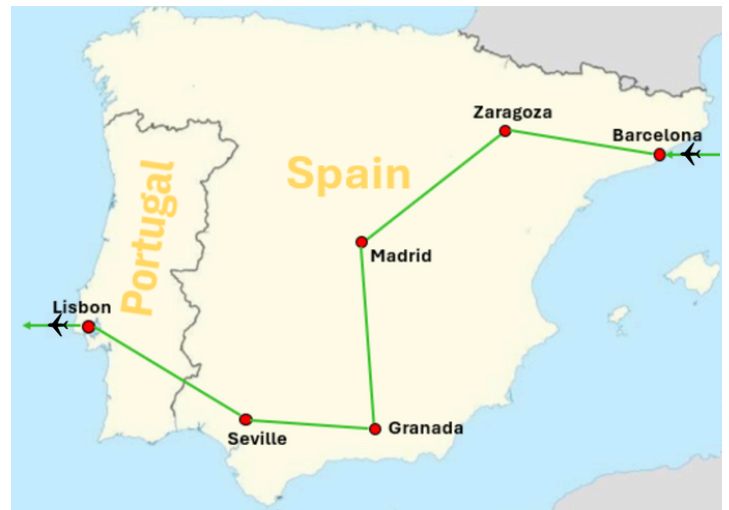 Zaragoza
Barcelona
Spain
Portugal
Madrid
Lisbon
Granada
Seville